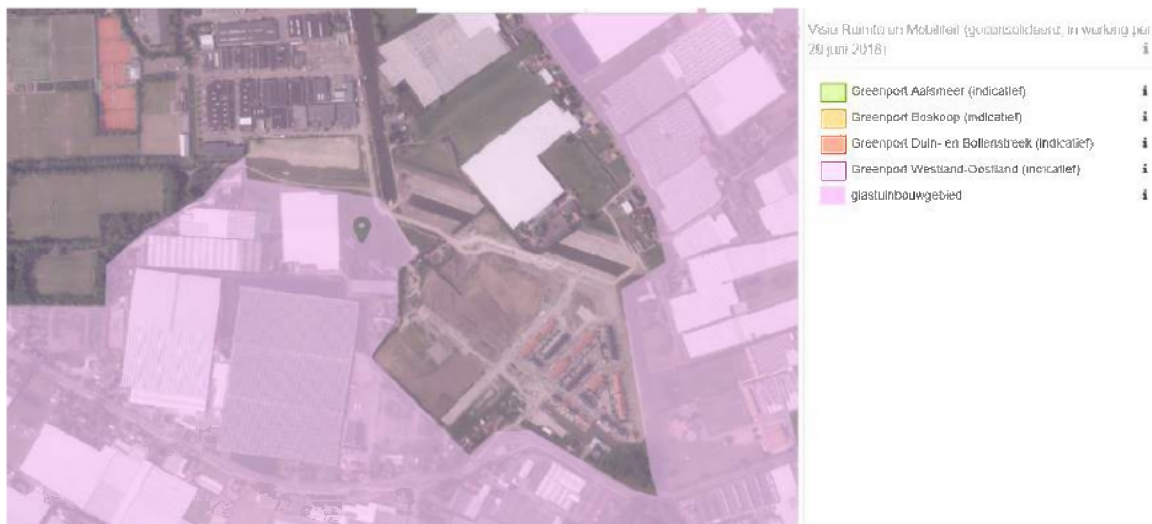 Visie Ruimte en Mobiliteit (geconsolideerd, in werking per
29 juni 2018)
Greenport Aalsmeer (indicatief)
Greenport Boskoop (indicatief)
Greenport Duin- en Bollenstreek (indicatief)
Greenport Westland-Oostland (indicatief)
glastuinbouwgebied